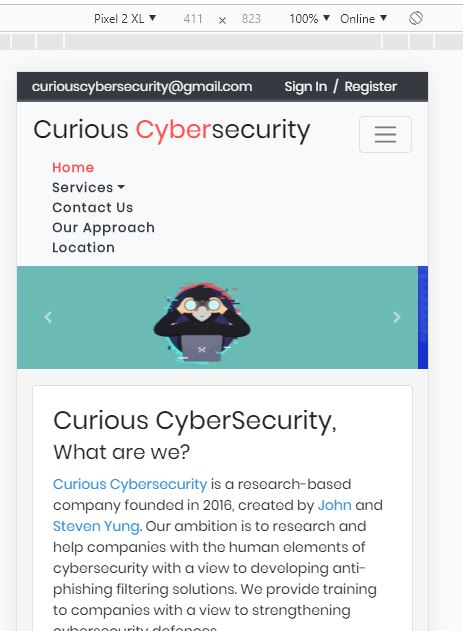 Pixel 2 XL 411 x 823 100% Online
curiouscybersecurity@gmail.com Sign In / Register
Curious Cybersecurity
Home
Services
Contact Us
Our Approach
Location
Curious CyberSecurity,
What are we?
Curious Cybersecurity is a research-based
company founded in 2016, created by John and
Steven Yung. Our ambition is to research and
help companies with the human elements of
cybersecurity with a view to developing anti-
phishing filtering solutions. We provide training
to companies with a view to strengthening
cybersecurity defences.